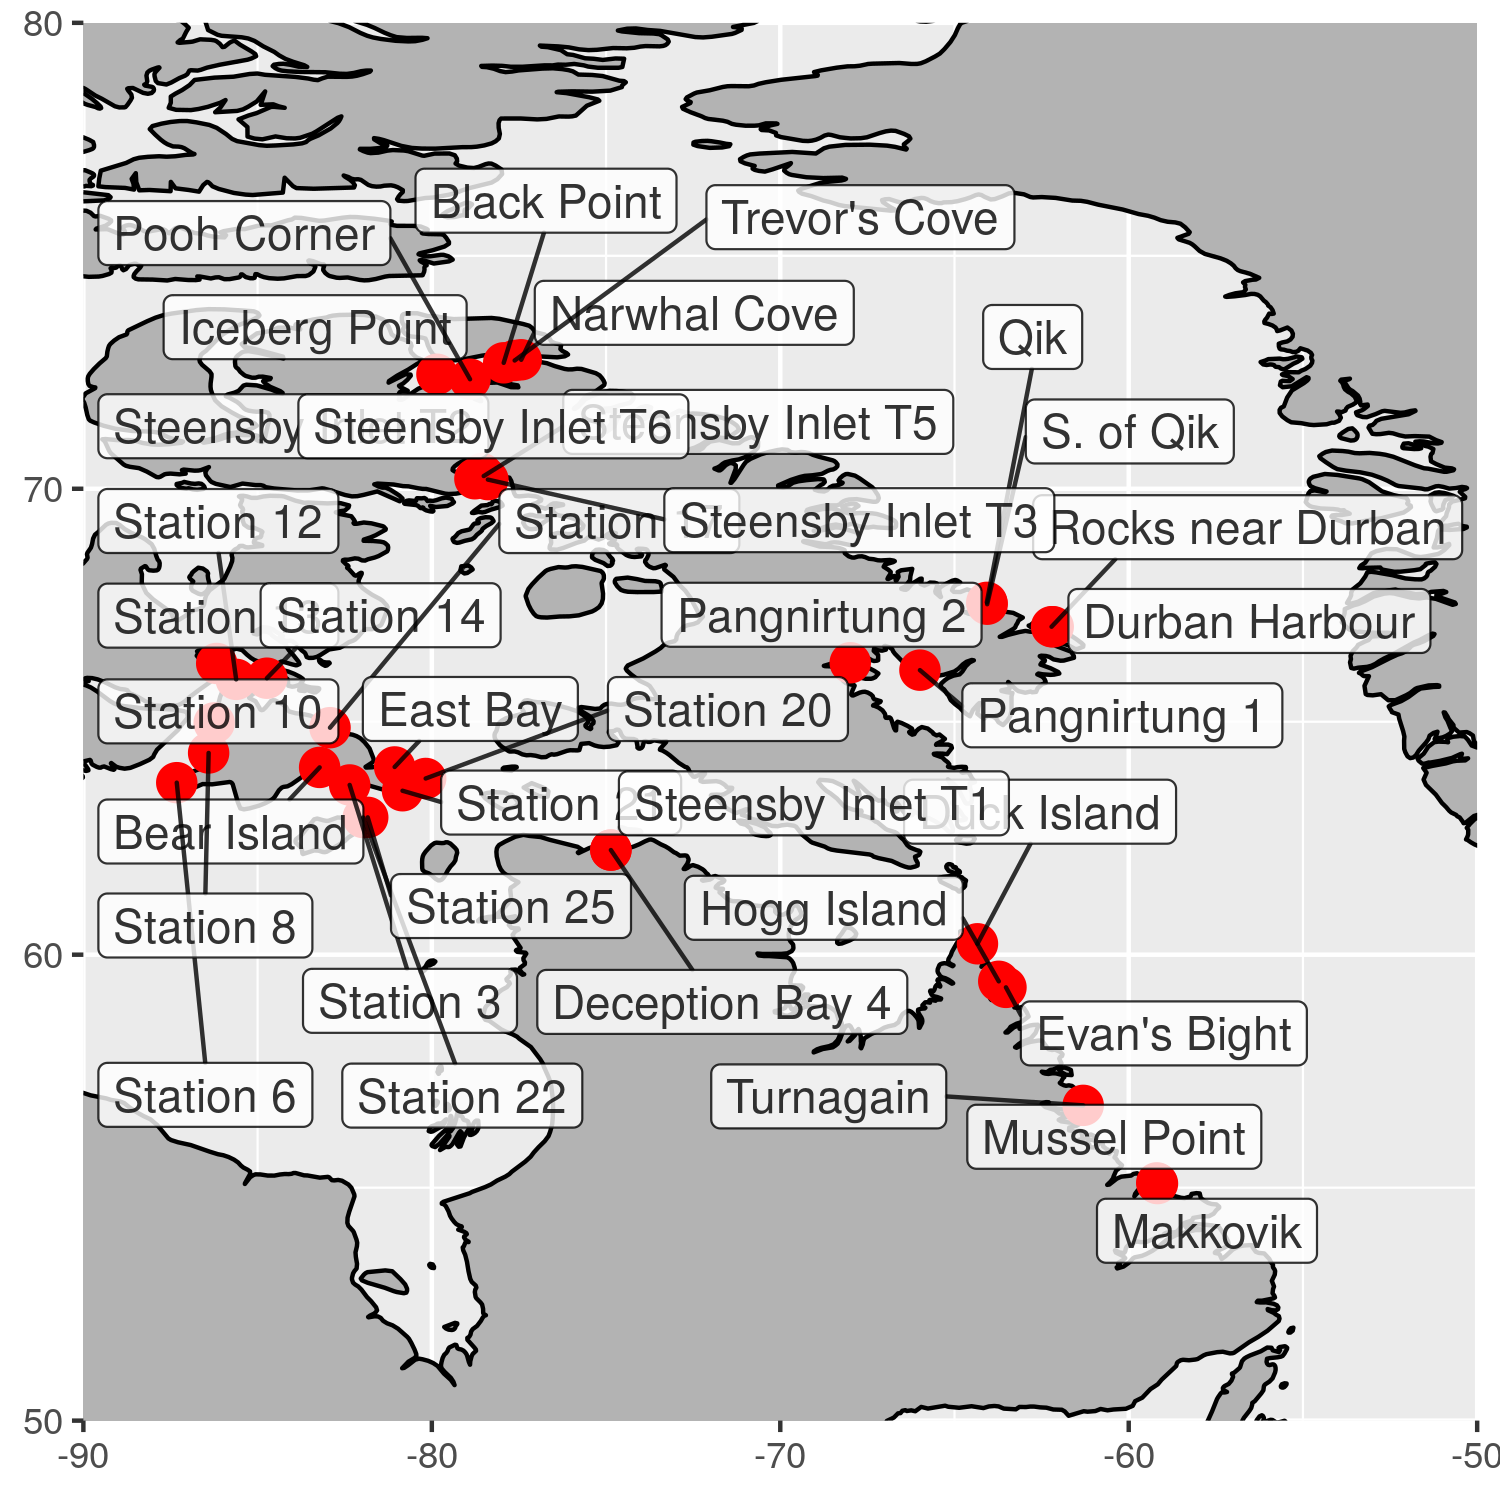 80
Black Point
Trevor's Cove
Pooh Corner
Narwhal Cove
Iceberg Point
Qik
Steensby
Steensby Inlet T6
Steensby Inlet T5
S. of Qik
70
Station 12
Station
Steensby Inlet T3
Rocks near Durban
Station
Station 14
Pangnirtung 2
Durban Harbour
Station 10
East Bay
Station 20
Pangnirtung 1
Station
Steensby Inlet T1
Duck Island
Bear Island
Station 25
Hogg Island
Station 8
60
Station 3
Deception Bay 4
Evan's Bight
Station 6
Station 22
Turnagain
Mussel Point
Makkovik
50
-90
-80
-70
-60
-50